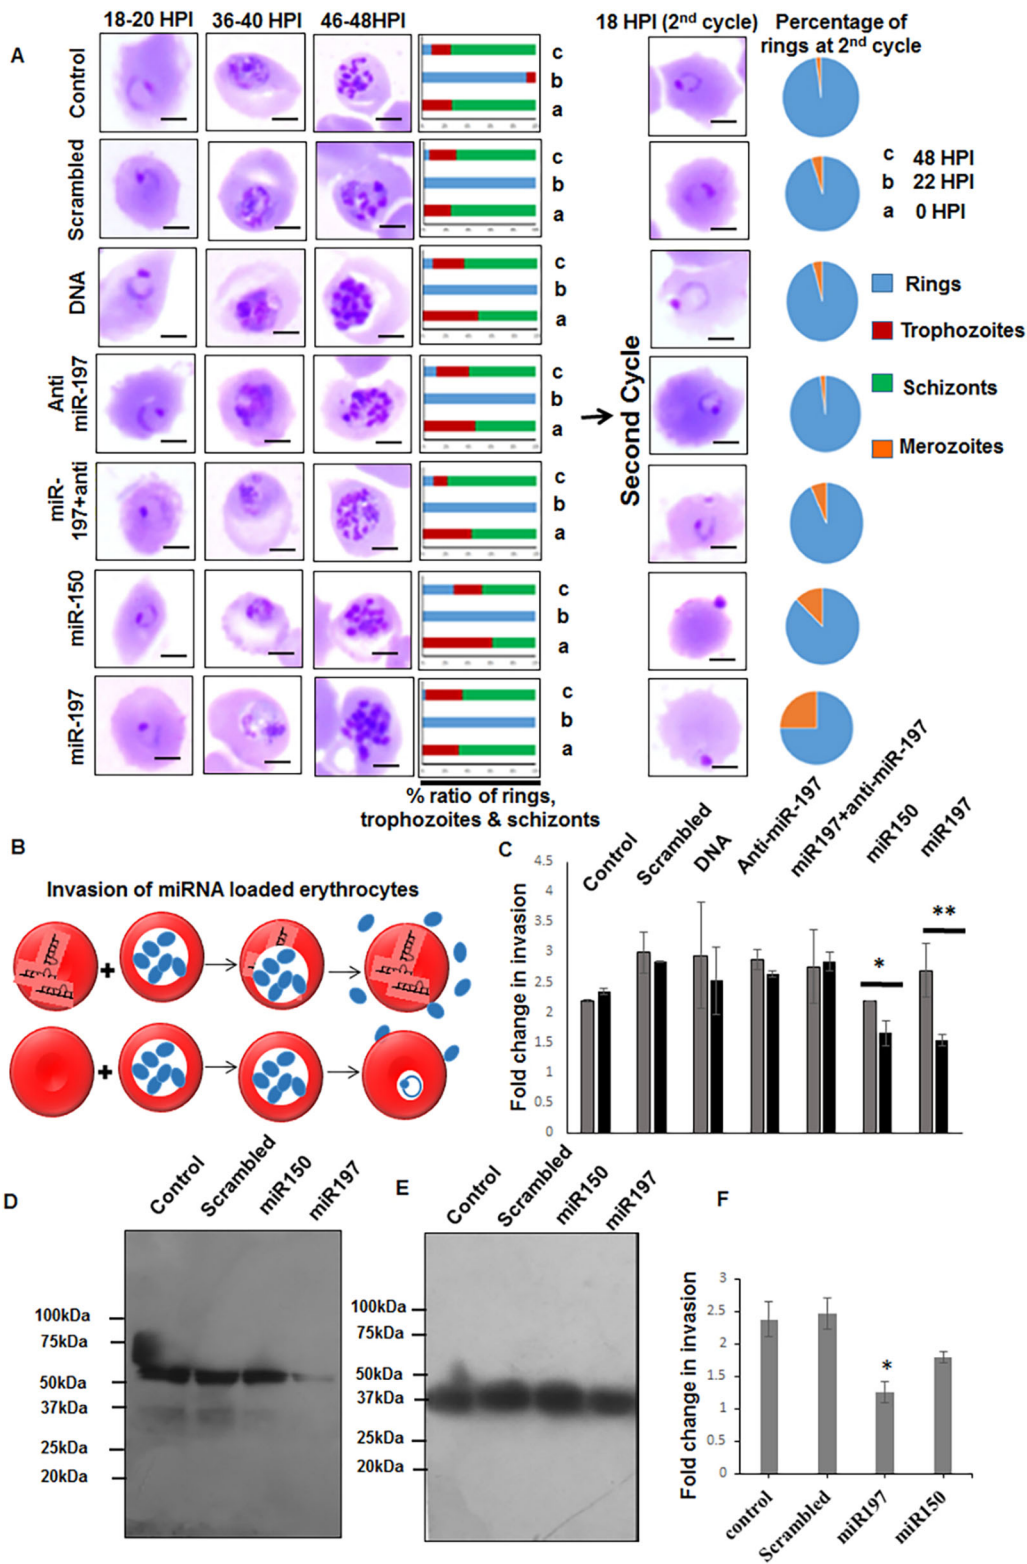 18-20 HPI 36-40 HPI 46-48HPI 18 HPI (2nd cycle) Percentage of
rings at 2nd cycle
A
Control
c
b
a
Scrambled
c
b
a
c 48 HPI
b 22 HPI
a 0 HPI
DNA
c
b
a
Rings
Trophozoites
Schizonts
Merozoites
Anti
miR-197
c
b
a
Second Cycle
miR-
197+anti
c
b
a
miR-150
c
b
a
miR-197
c
b
a
% ratio of rings,
trophozoites & schizonts
B
Invasion of miRNA loaded erythrocytes
+
+
C
Control
Scrambled
DNA
Anti-miR-197
miR197+anti-miR-197
miR150
miR197
Fold change in invasion
4.5
4
3.5
3
2.5
2
1.5
1
0.5
0
*
**
D
Control
Scrambled
miR150
miR197
100kDa
75kDa
50kDa
37kDa
25kDa
20kDa
E
Control
Scrambled
miR150
miR197
100kDa
75kDa
50kDa
37kDa
25kDa
20kDa
F
Fold change in invasion
3
2.5
2
1.5
1
0.5
0
*
control
Scrambled
miR197
miR150